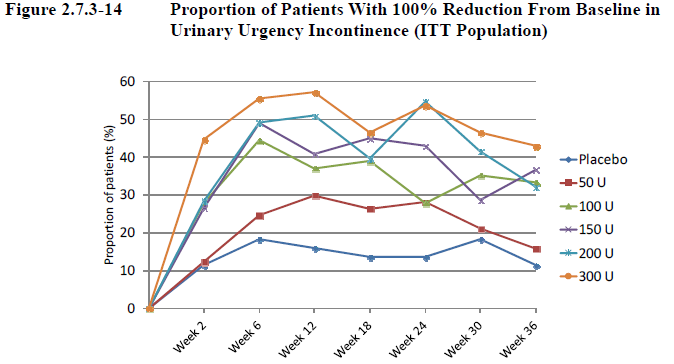 Figure 2.7.3-14 Proportion of Patients With 100% Reduction From Baseline in
Urinary Urgency Incontinence (ITT Population)
Proportion of patients (%)
60
50
40
30
20
10
0
Week 2
Week 6
Week 12
Week 18
Week 24
Week 30
Week 36
Placebo
50 U
100 U
150 U
200 U
300 U